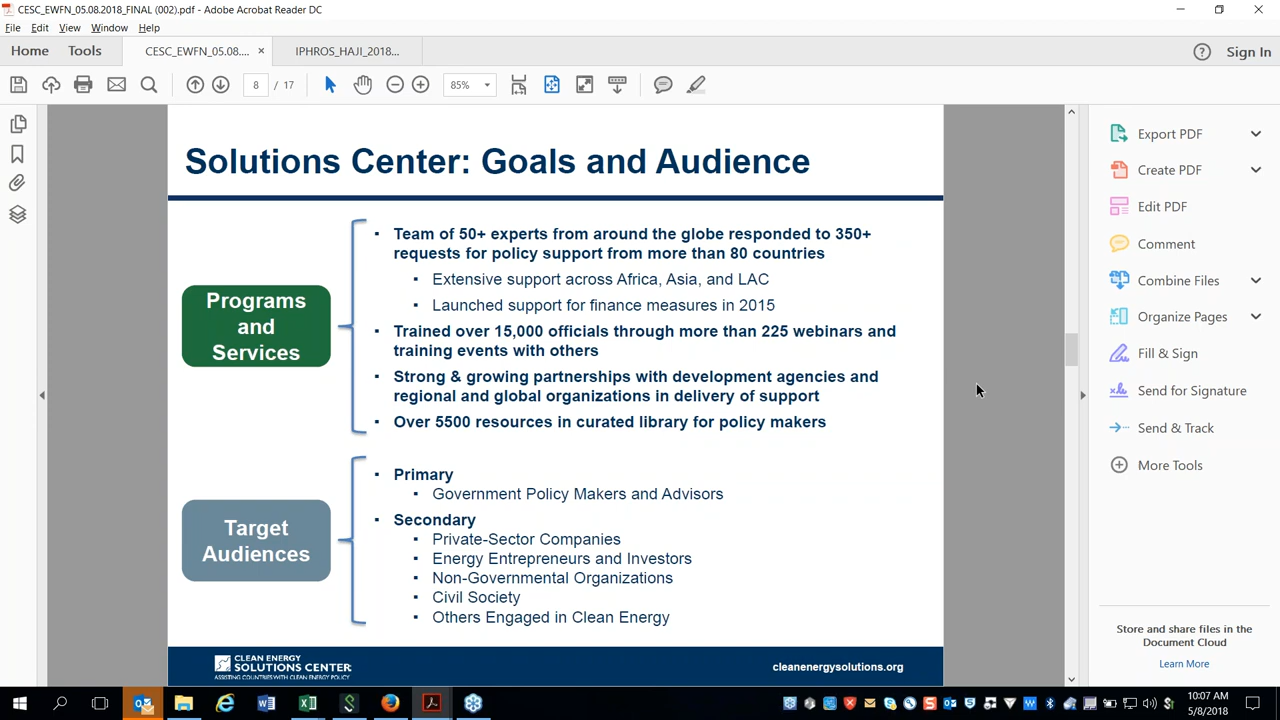 CESC_EWFN_05.08.2018_FINAL (002).pdf - Adobe Acrobat Reader DC
File Edit View Window Help
Home Tools CESC_EWFN_05.08.... × IPHROS_HAJI_2018... Sign In
8 / 17 85%
Solutions Center: Goals and Audience
Programs
and
Services
▪ Team of 50+ experts from around the globe responded to 350+
requests for policy support from more than 80 countries
▪ Extensive support across Africa, Asia, and LAC
▪ Launched support for finance measures in 2015
▪ Trained over 15,000 officials through more than 225 webinars and
training events with others
▪ Strong & growing partnerships with development agencies and
regional and global organizations in delivery of support
▪ Over 5500 resources in curated library for policy makers
Target
Audiences
▪ Primary
▪ Government Policy Makers and Advisors
▪ Secondary
▪ Private-Sector Companies
▪ Energy Entrepreneurs and Investors
▪ Non-Governmental Organizations
▪ Civil Society
▪ Others Engaged in Clean Energy
CLEAN ENERGY
SOLUTIONS CENTER
ASSISTING COUNTRIES WITH CLEAN ENERGY POLICY
cleanenergysolutions.org
Export PDF
Create PDF
Edit PDF
Comment
Combine Files
Organize Pages
Fill & Sign
Send for Signature
Send & Track
More Tools
Store and share files in the
Document Cloud
Learn More
10:07 AM
5/8/2018